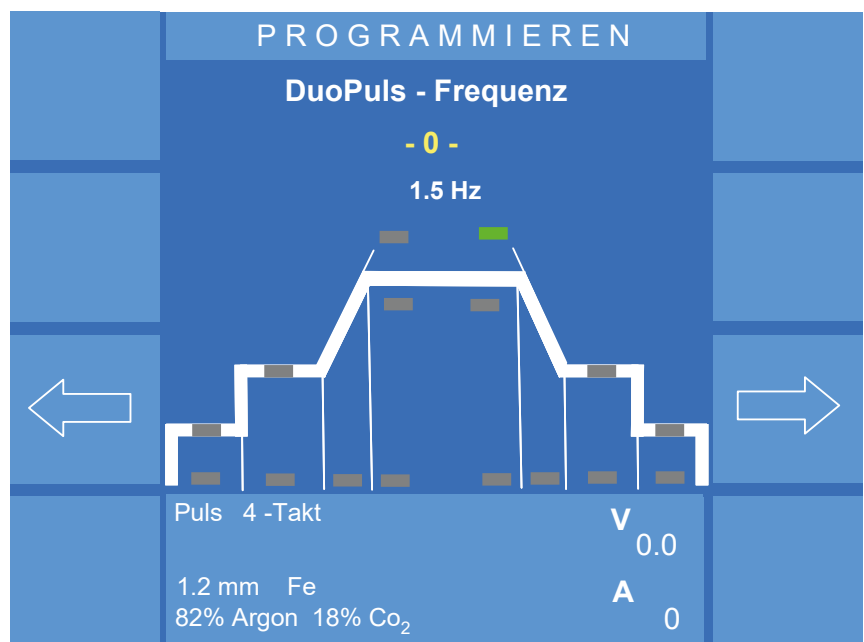 PROGRAMMIEREN
DuoPuls - Frequenz
- 0 -
1.5 Hz
Puls 4 -Takt
V
0.0
1.2 mm Fe
A
82% Argon 18% Co₂
0